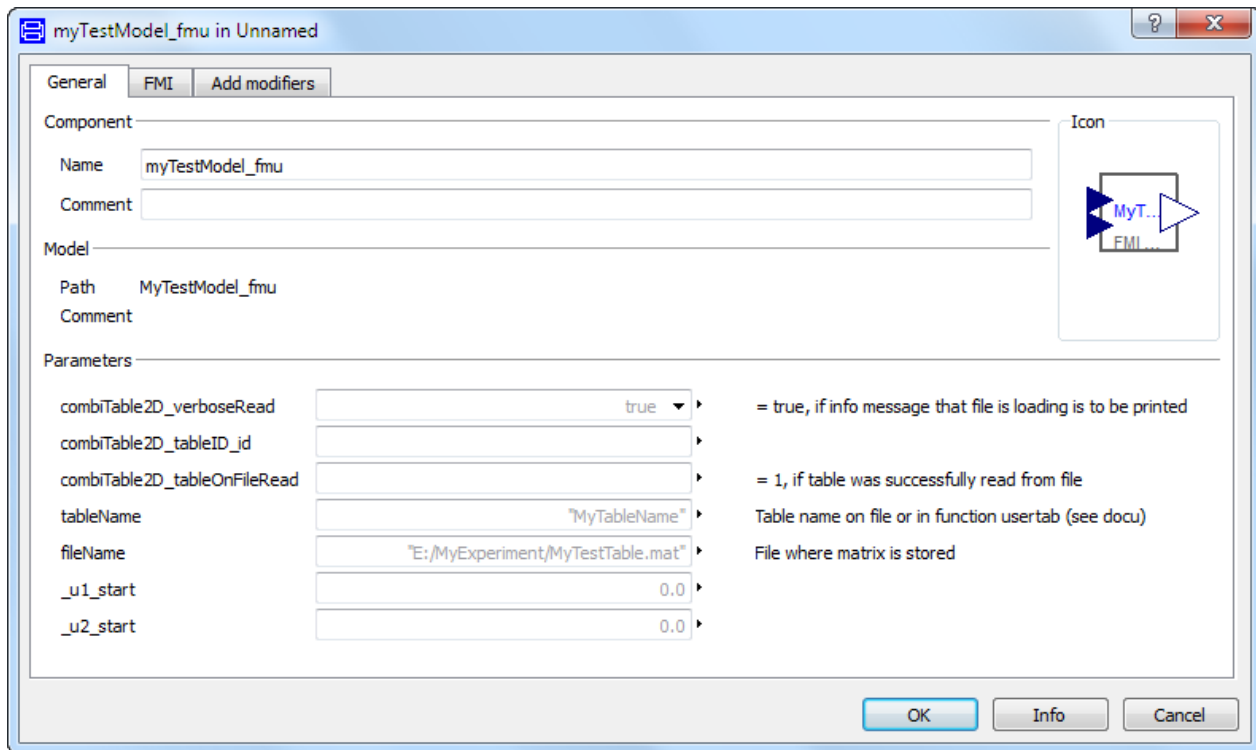 myTestModel_fmu in Unnamed
?
General FMI Add modifiers
Component Icon
Name myTestModel_fmu
Comment
MyT...
FMI ...
Model
Path MyTestModel_fmu
Comment
Parameters
combiTable2D_verboseRead true = true, if info message that file is loading is to be printed
combiTable2D_tableID_id
combiTable2D_tableOnFileRead = 1, if table was successfully read from file
tableName "MyTableName" Table name on file or in function usertab (see docu)
fileName "E:/MyExperiment/MyTestTable.mat" File where matrix is stored
_u1_start 0.0
_u2_start 0.0
OK Info Cancel